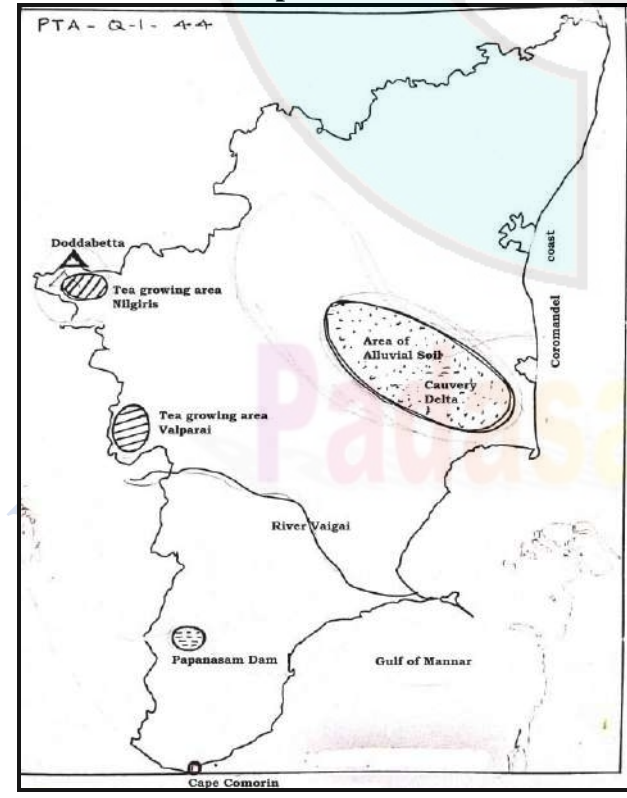 PTA - Q-1- 44
Doddabetta
Tea growing area
Nilgiris
coast
Coromandel
Area of
Alluvial Soil
Cauvery
Delta
Tea growing area
Valparai
River Vaigai
Papanasam Dam
Gulf of Mannar
Cape Comorin
Padasa